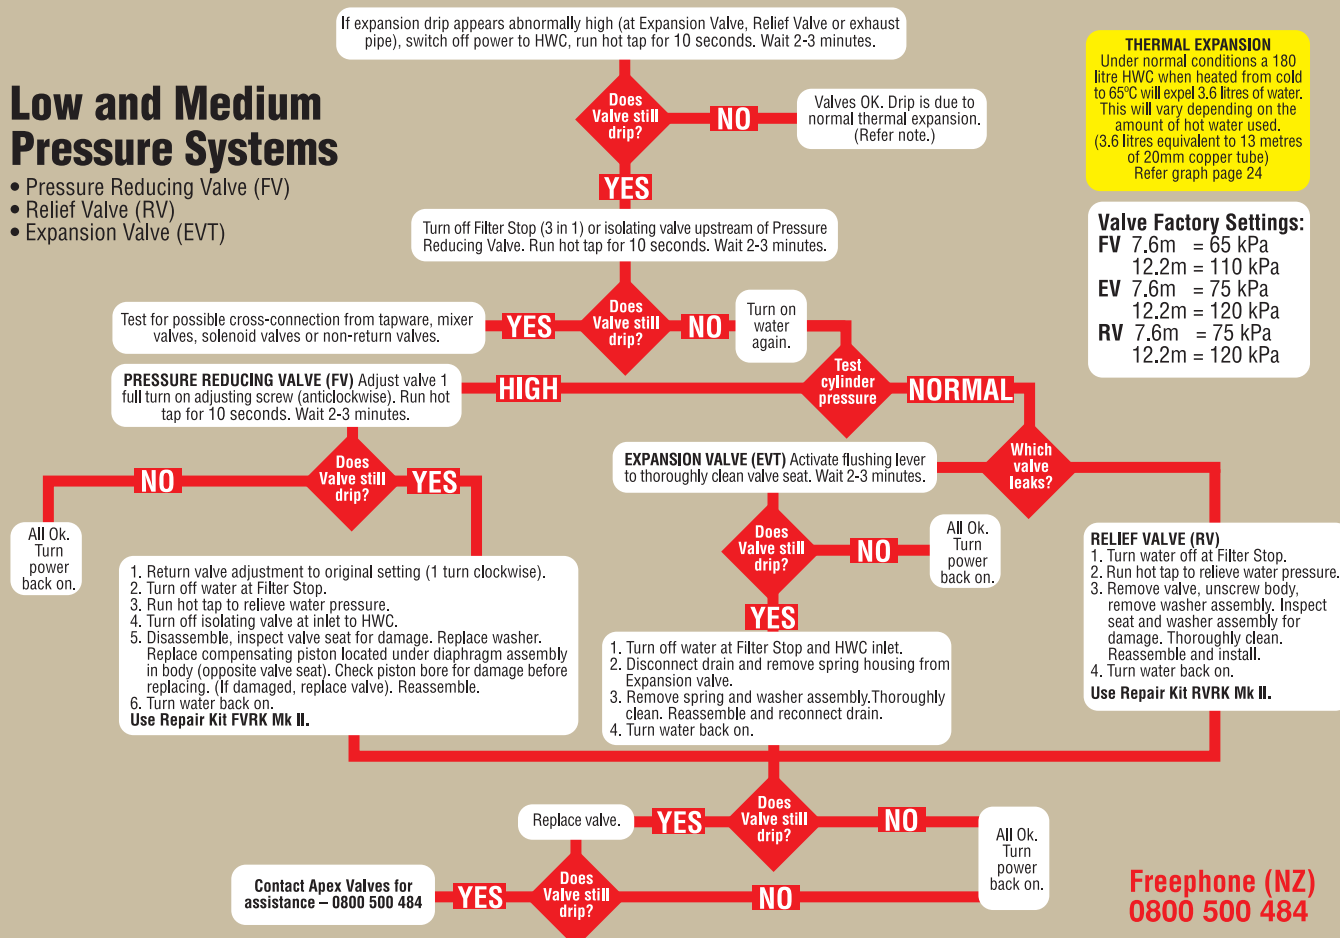 If expansion drip appears abnormally high (at Expansion Valve, Relief Valve or exhaust
pipe), switch off power to HWC, run hot tap for 10 seconds. Wait 2-3 minutes.
THERMAL EXPANSION
Under normal conditions a 180
litre HWC when heated from cold
to 65ºC will expel 3.6 litres of water.
This will vary depending on the
amount of hot water used.
(3.6 litres equivalent to 13 metres
of 20mm copper tube)
Refer graph page 24
Low and Medium
Pressure Systems
• Pressure Reducing Valve (FV)
• Relief Valve (RV)
• Expansion Valve (EVT)
Does
Valve still
drip?
NO
Valves OK. Drip is due to
normal thermal expansion.
(Refer note.)
YES
Turn off Filter Stop (3 in 1) or isolating valve upstream of Pressure
Reducing Valve. Run hot tap for 10 seconds. Wait 2-3 minutes.
Valve Factory Settings:
FV 7.6m = 65 kPa
12.2m = 110 kPa
EV 7.6m = 75 kPa
12.2m = 120 kPa
RV 7.6m = 75 kPa
12.2m = 120 kPa
Does
Valve still
drip?
YES
Test for possible cross-connection from tapware, mixer
valves, solenoid valves or non-return valves.
NO
Turn on
water
again.
Test
cylinder
pressure
HIGH
PRESSURE REDUCING VALVE (FV) Adjust valve 1
full turn on adjusting screw (anticlockwise). Run hot
tap for 10 seconds. Wait 2-3 minutes.
NORMAL
Which
valve
leaks?
EXPANSION VALVE (EVT) Activate flushing lever
to thoroughly clean valve seat. Wait 2-3 minutes.
Does
Valve still
drip?
NO
All Ok.
Turn
power
back on.
YES
1. Return valve adjustment to original setting (1 turn clockwise).
2. Turn off water at Filter Stop.
3. Run hot tap to relieve water pressure.
4. Turn off isolating valve at inlet to HWC.
5. Disassemble, inspect valve seat for damage. Replace washer.
Replace compensating piston located under diaphragm assembly
in body (opposite valve seat). Check piston bore for damage before
replacing. (If damaged, replace valve). Reassemble.
6. Turn water back on.
Use Repair Kit FVRK Mk II.
Does
Valve still
drip?
NO
All Ok.
Turn
power
back on.
YES
1. Turn off water at Filter Stop and HWC inlet.
2. Disconnect drain and remove spring housing from
Expansion valve.
3. Remove spring and washer assembly.Thoroughly
clean. Reassemble and reconnect drain.
4. Turn water back on.
RELIEF VALVE (RV)
1. Turn water off at Filter Stop.
2. Run hot tap to relieve water pressure.
3. Remove valve, unscrew body,
remove washer assembly. Inspect
seat and washer assembly for
damage. Thoroughly clean.
Reassemble and install.
4. Turn water back on.
Use Repair Kit RVRK Mk II.
Does
Valve still
drip?
YES
Replace valve.
NO
All Ok.
Turn
power
back on.
Does
Valve still
drip?
YES
NO
Contact Apex Valves for
assistance – 0800 500 484
Freephone (NZ)
0800 500 484